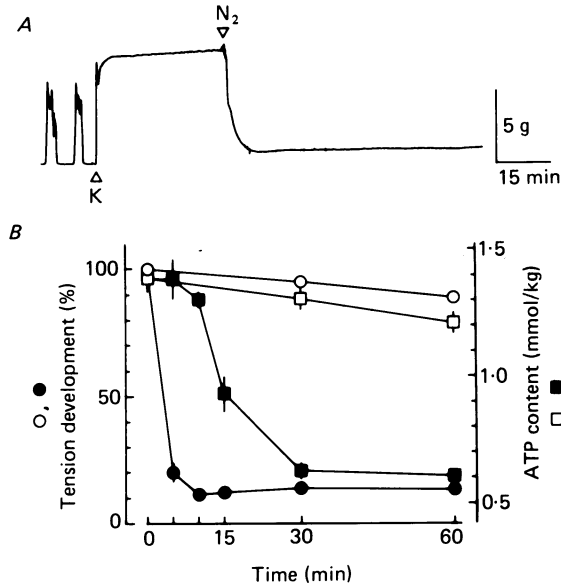 A
N₂
K
5 g
15 min
B
Tension development (%)
100
50
0
ATP content (mmol/kg)
1·5
1·0
0·5
0 5 15 30 60
Time (min)